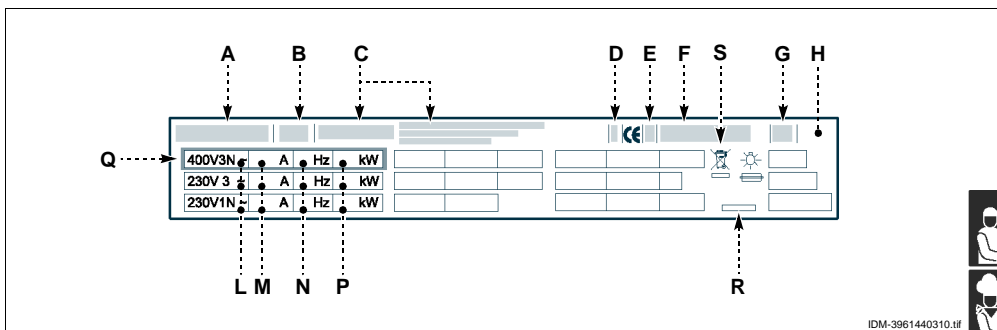 A B C D E F S G H
Q
400V3N ~ A Hz kW
230V 3 ~ A Hz kW
230V1N ~ A Hz kW
CE
L M N P R
IDM-3961440310.tif